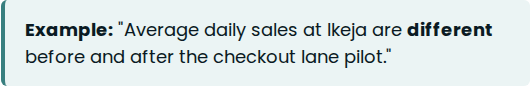 Example: "Average daily sales at Ikeja are different
before and after the checkout lane pilot."